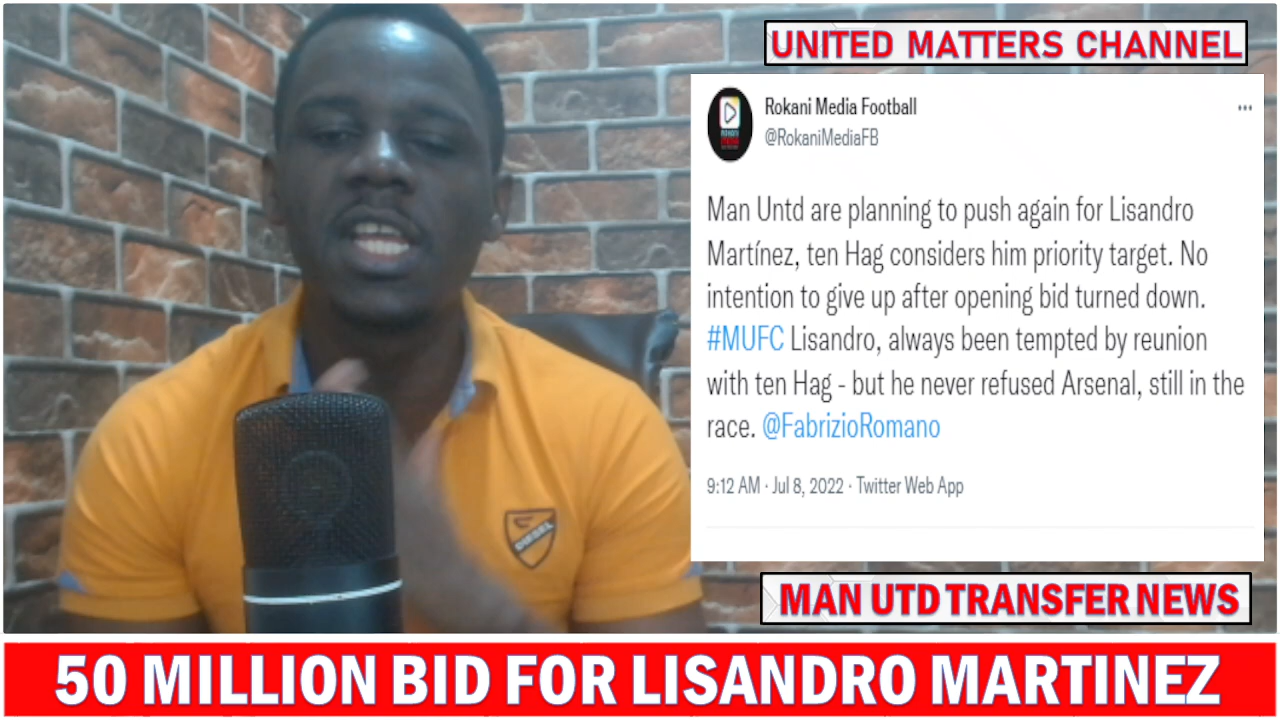 UNITED MATTERS CHANNEL
Rokani Media Football
@RokaniMediaFB
Man Untd are planning to push again for Lisandro
Martínez, ten Hag considers him priority target. No
intention to give up after opening bid turned down.
#MUFC Lisandro, always been tempted by reunion
with ten Hag - but he never refused Arsenal, still in the
race. @FabrizioRomano
9:12 AM · Jul 8, 2022 · Twitter Web App
DIESEL
MAN UTD TRANSFER NEWS
50 MILLION BID FOR LISANDRO MARTINEZ